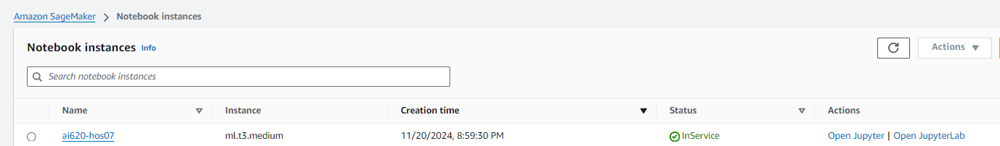 Amazon SageMaker > Notebook instances
Notebook instances Info
Actions
Search notebook instances
Name Instance Creation time Status Actions
ai620-hos07 ml.t3.medium 11/20/2024, 8:59:30 PM InService Open Jupyter | Open JupyterLab